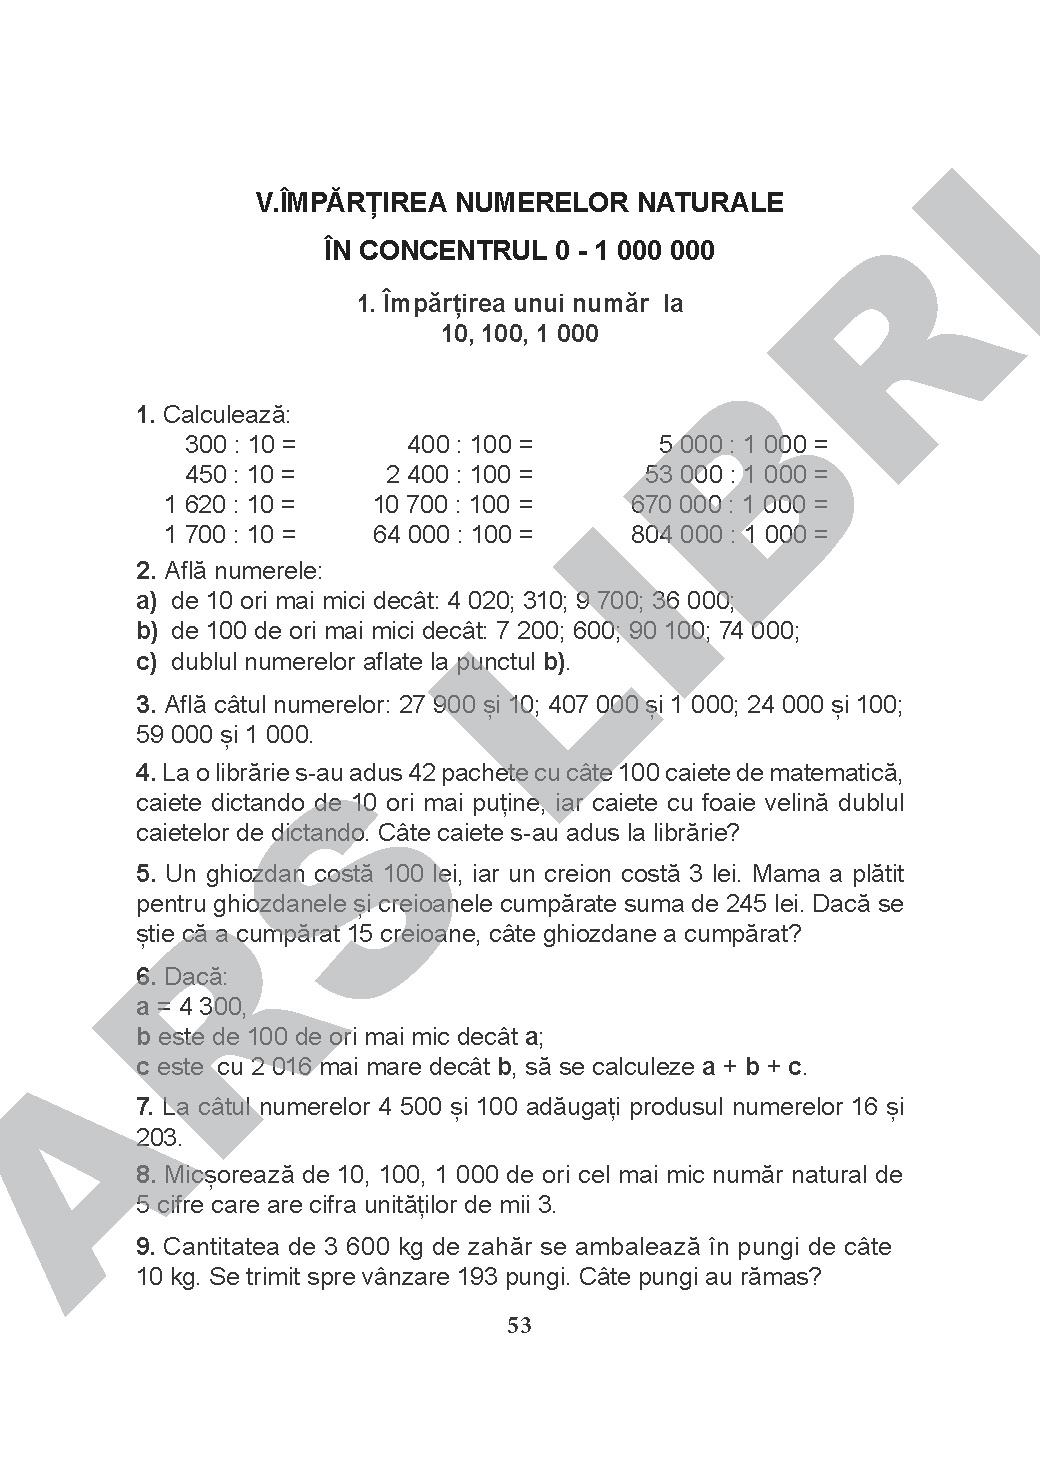 V.ÎMPĂRȚIREA NUMERELOR NATURALE
ÎN CONCENTRUL 0 - 1 000 000
1. Împărțirea unui număr la
10, 100, 1 000
1. Calculează:
300 : 10 = 400 : 100 = 5 000 : 1 000 =
450 : 10 = 2 400 : 100 = 53 000 : 1 000 =
1 620 : 10 = 10 700 : 100 = 670 000 : 1 000 =
1 700 : 10 = 64 000 : 100 = 804 000 : 1 000 =
2. Află numerele:
a) de 10 ori mai mici decât: 4 020; 310; 9 700; 36 000;
b) de 100 de ori mai mici decât: 7 200; 600; 90 100; 74 000;
c) dublul numerelor aflate la punctul b).
3. Află câtul numerelor: 27 900 și 10; 407 000 și 1 000; 24 000 și 100;
59 000 și 1 000.
4. La o librărie s-au adus 42 pachete cu câte 100 caiete de matematică,
caiete dictando de 10 ori mai puține, iar caiete cu foaie velină dublul
caietelor de dictando. Câte caiete s-au adus la librărie?
5. Un ghiozdan costă 100 lei, iar un creion costă 3 lei. Mama a plătit
pentru ghiozdanele și creioanele cumpărate suma de 245 lei. Dacă se
știe că a cumpărat 15 creioane, câte ghiozdane a cumpărat?
6. Dacă:
a = 4 300,
b este de 100 de ori mai mic decât a;
c este cu 2 016 mai mare decât b, să se calculeze a + b + c.
7. La câtul numerelor 4 500 și 100 adăugați produsul numerelor 16 și
203.
8. Micșorează de 10, 100, 1 000 de ori cel mai mic număr natural de
5 cifre care are cifra unităților de mii 3.
9. Cantitatea de 3 600 kg de zahăr se ambalează în pungi de câte
10 kg. Se trimit spre vânzare 193 pungi. Câte pungi au rămas?
53
ARS LIBRI